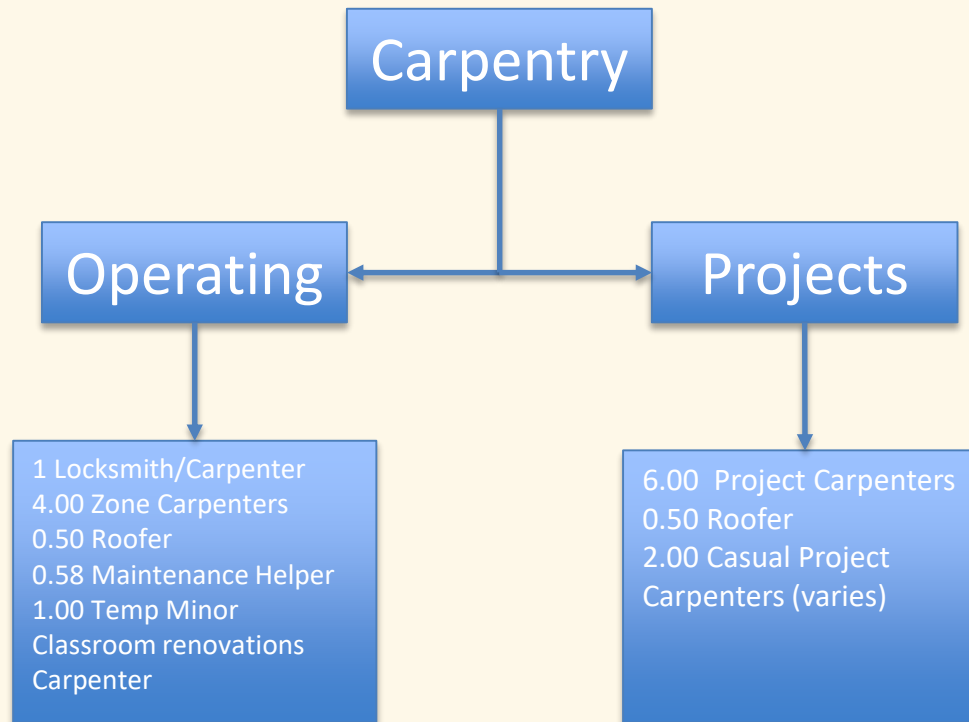 Carpentry
Operating
Projects
1 Locksmith/Carpenter
4.00 Zone Carpenters
0.50 Roofer
0.58 Maintenance Helper
1.00 Temp Minor
Classroom renovations
Carpenter
6.00  Project Carpenters
0.50 Roofer
2.00 Casual Project
Carpenters (varies)